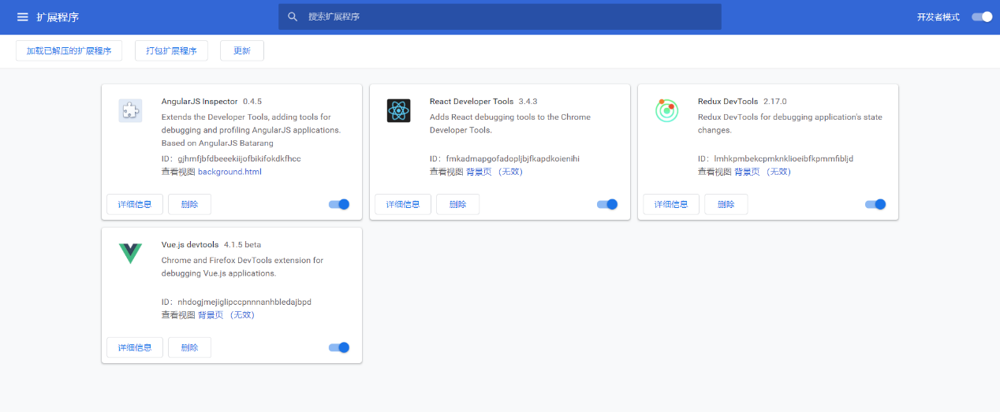 扩展程序
搜索扩展程序
开发者模式
加载已解压的扩展程序
打包扩展程序
更新
AngularJS Inspector 0.4.5
Extends the Developer Tools, adding tools for
debugging and profiling AngularJS applications.
Based on AngularJS Batarang
ID：gjhmfjbfdbeeekiijofbikifokdkfhcc
查看视图 background.html
详细信息
删除
React Developer Tools 3.4.3
Adds React debugging tools to the Chrome
Developer Tools.
ID：fmkadmapgofadopljbjfkapdkoienihi
查看视图 背景页 （无效）
详细信息
删除
Redux DevTools 2.17.0
Redux DevTools for debugging application's state
changes.
ID：lmhkpmbekcpmknklioeibfkpmmfibljd
查看视图 背景页 （无效）
详细信息
删除
Vue.js devtools 4.1.5 beta
Chrome and Firefox DevTools extension for
debugging Vue.js applications.
ID：nhdogjmejiglipccpnnnanhbledajbpd
查看视图 背景页 （无效）
详细信息
删除